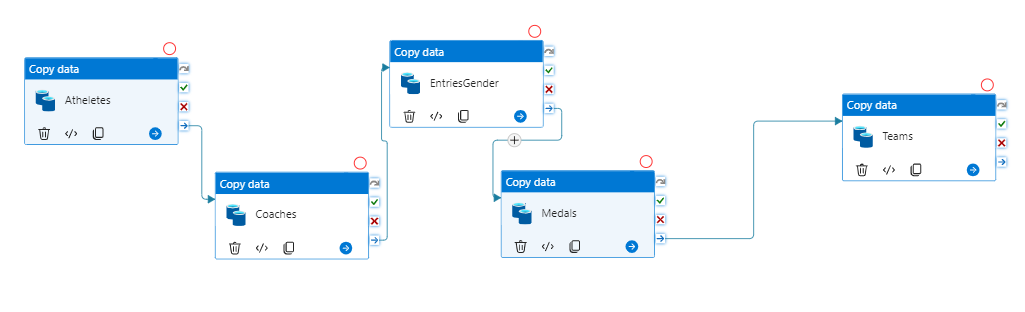 Copy data
Atheletes
Copy data
Coaches
Copy data
EntriesGender
Copy data
Medals
Copy data
Teams